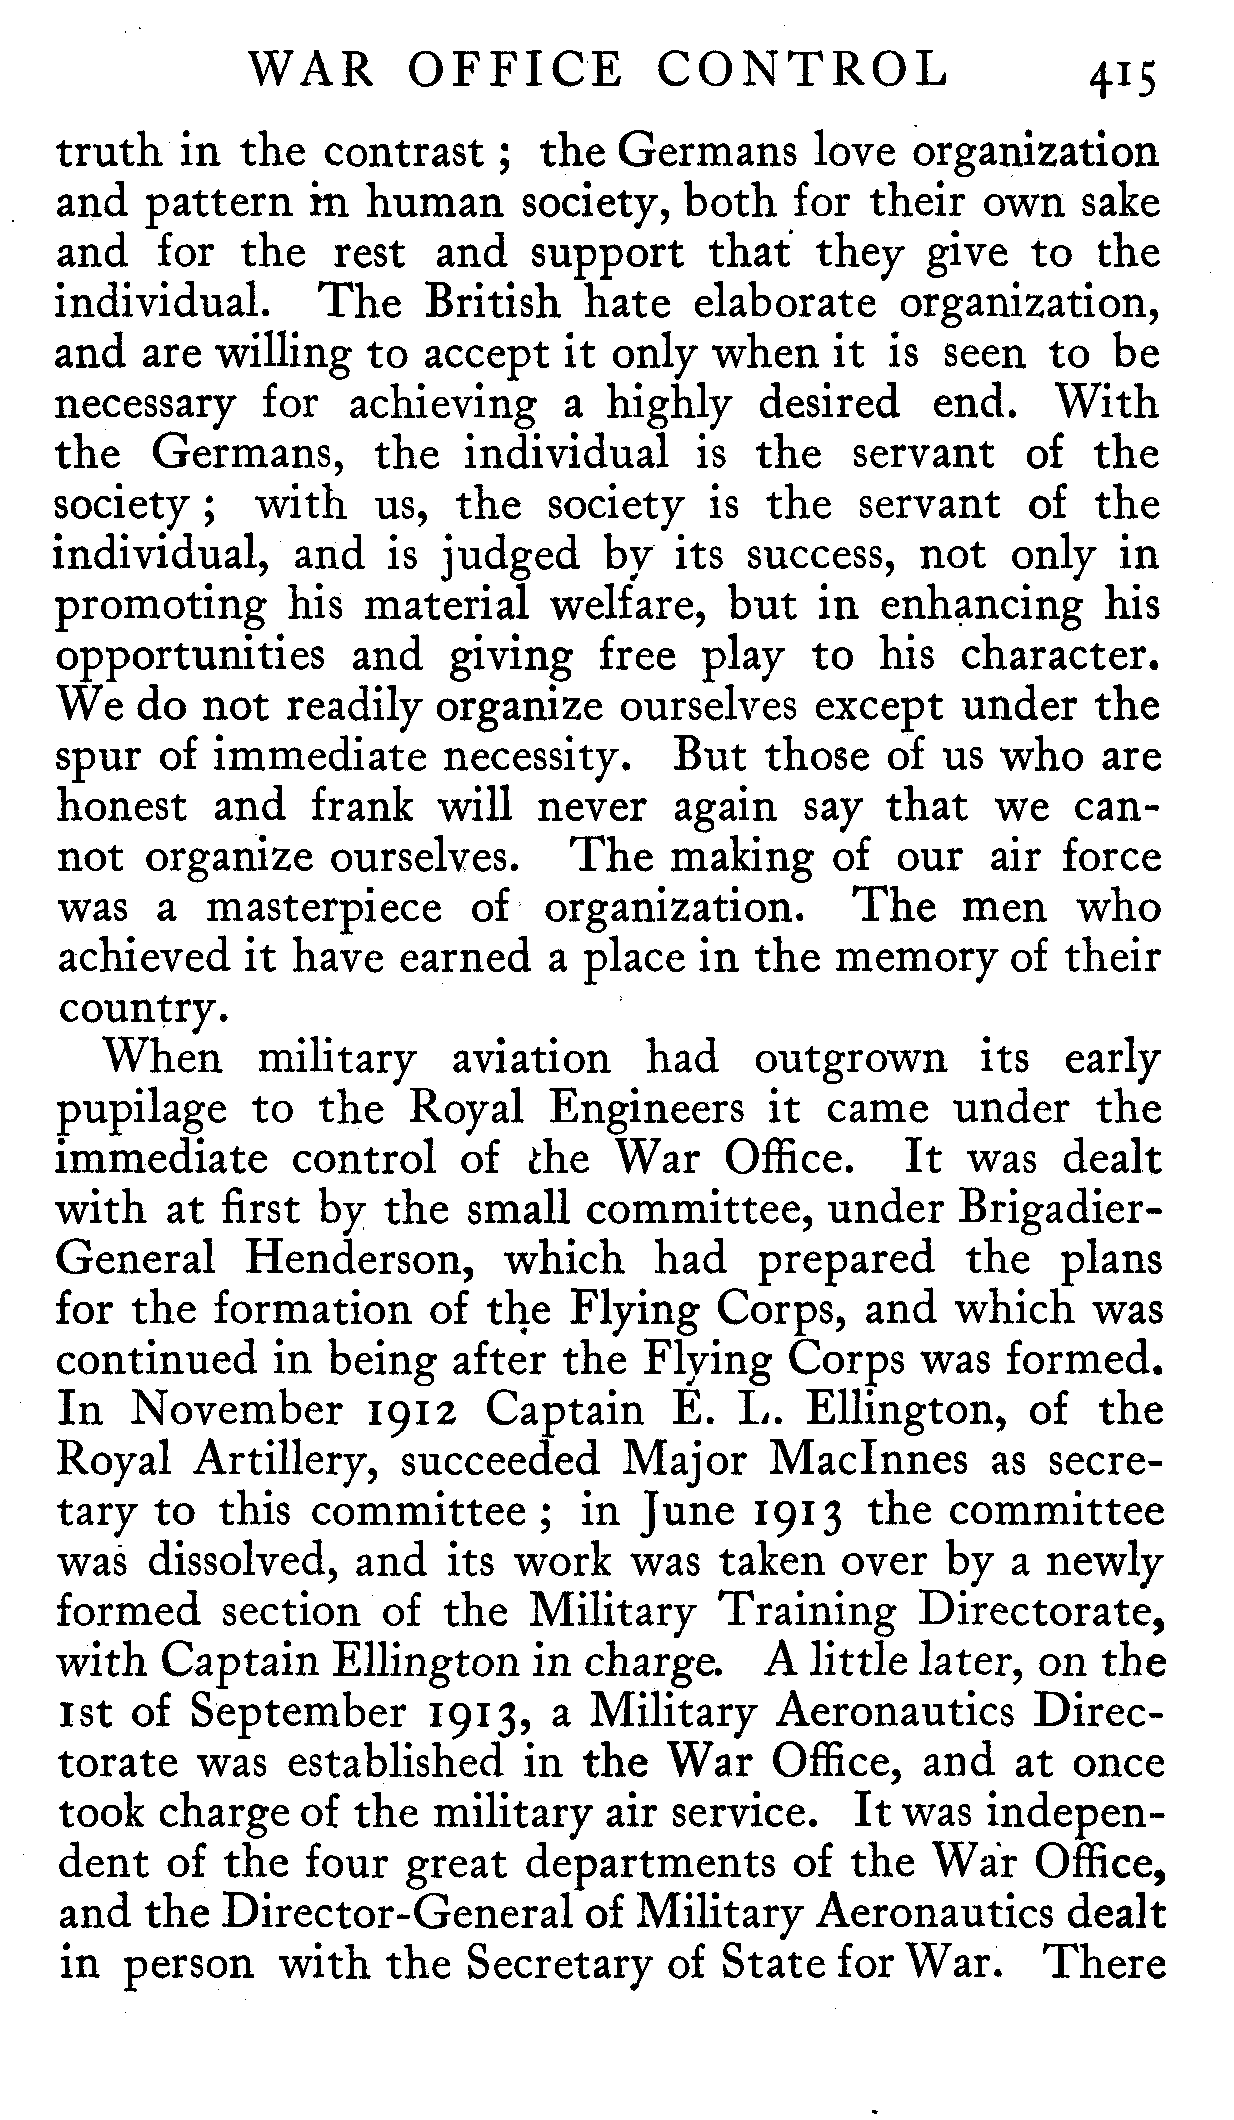 WAR OFFICE CONTROL 415
truth in the contrast ; the Germans love organization
and pattern in human society, both for their own sake
and for the rest and support that they give to the
individual. The British hate elaborate organization,
and are willing to accept it only when it is seen to be
necessary for achieving a highly desired end. With
the Germans, the individual is the servant of the
society ; with us, the society is the servant of the
individual, and is judged by its success, not only in
promoting his material welfare, but in enhancing his
opportunities and giving free play to his character.
We do not readily organize ourselves except under the
spur of immediate necessity. But those of us who are
honest and frank will never again say that we can-
not organize ourselves. The making of our air force
was a masterpiece of organization. The men who
achieved it have earned a place in the memory of their
country.
When military aviation had outgrown its early
pupilage to the Royal Engineers it came under the
immediate control of the War Office. It was dealt
with at first by the small committee, under Brigadier-
General Henderson, which had prepared the plans
for the formation of the Flying Corps, and which was
continued in being after the Flying Corps was formed.
In November 1912 Captain E. L. Ellington, of the
Royal Artillery, succeeded Major MacInnes as secre-
tary to this committee ; in June 1913 the committee
was dissolved, and its work was taken over by a newly
formed section of the Military Training Directorate,
with Captain Ellington in charge. A little later, on the
1st of September 1913, a Military Aeronautics Direc-
torate was established in the War Office, and at once
took charge of the military air service. It was indepen-
dent of the four great departments of the War Office,
and the Director-General of Military Aeronautics dealt
in person with the Secretary of State for War. There